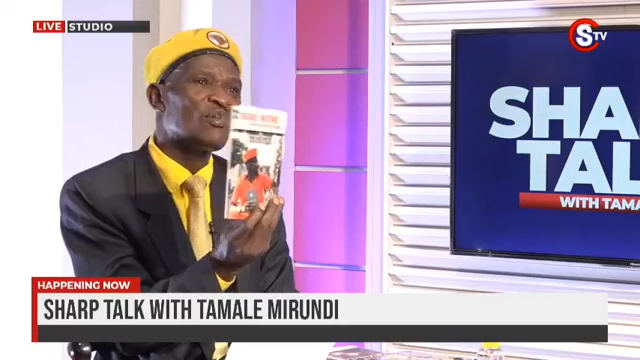 LIVE STUDIO
STV
SHA
TAL
WITH TAMA
HAPPENING NOW
SHARP TALK WITH TAMALE MIRUNDI